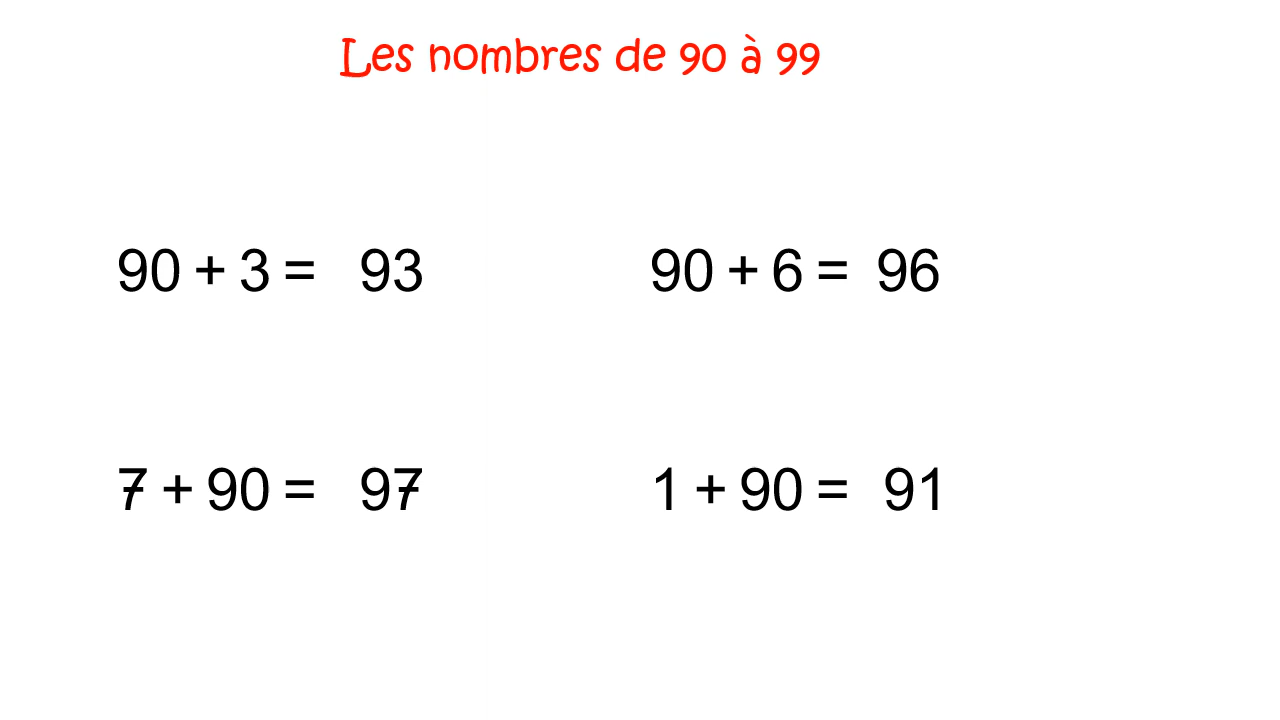 Les nombres de 90 à 99
90 + 3 = 93 90 + 6 = 96
7 + 90 = 97 1 + 90 = 91